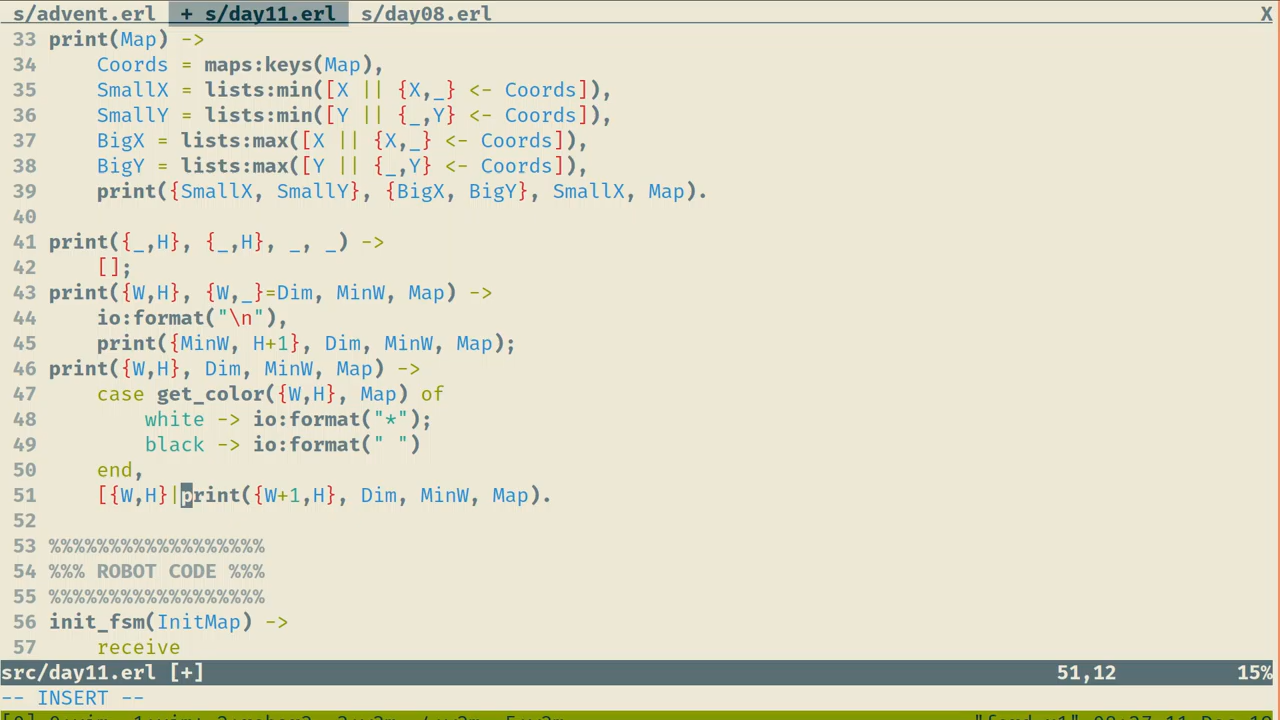 s/advent.erl + s/day11.erl s/day08.erl X
33 print(Map) ->
34     Coords = maps:keys(Map),
35     SmallX = lists:min([X || {X,_} <- Coords]),
36     SmallY = lists:min([Y || {_,Y} <- Coords]),
37     BigX = lists:max([X || {X,_} <- Coords]),
38     BigY = lists:max([Y || {_,Y} <- Coords]),
39     print({SmallX, SmallY}, {BigX, BigY}, SmallX, Map).
40
41 print({_,H}, {_,H}, _, _) ->
42     [];
43 print({W,H}, {W,_}=Dim, MinW, Map) ->
44     io:format("\n"),
45     print({MinW, H+1}, Dim, MinW, Map);
46 print({W,H}, Dim, MinW, Map) ->
47     case get_color({W,H}, Map) of
48         white -> io:format("*");
49         black -> io:format(" ")
50     end,
51     [{W,H}|print({W+1,H}, Dim, MinW, Map).
52
53 %%%%%%%%%%%%%%%%%%
54 %%% ROBOT CODE %%%
55 %%%%%%%%%%%%%%%%%%
56 init_fsm(InitMap) ->
57     receive
src/day11.erl [+] 51,12 15%
-- INSERT --